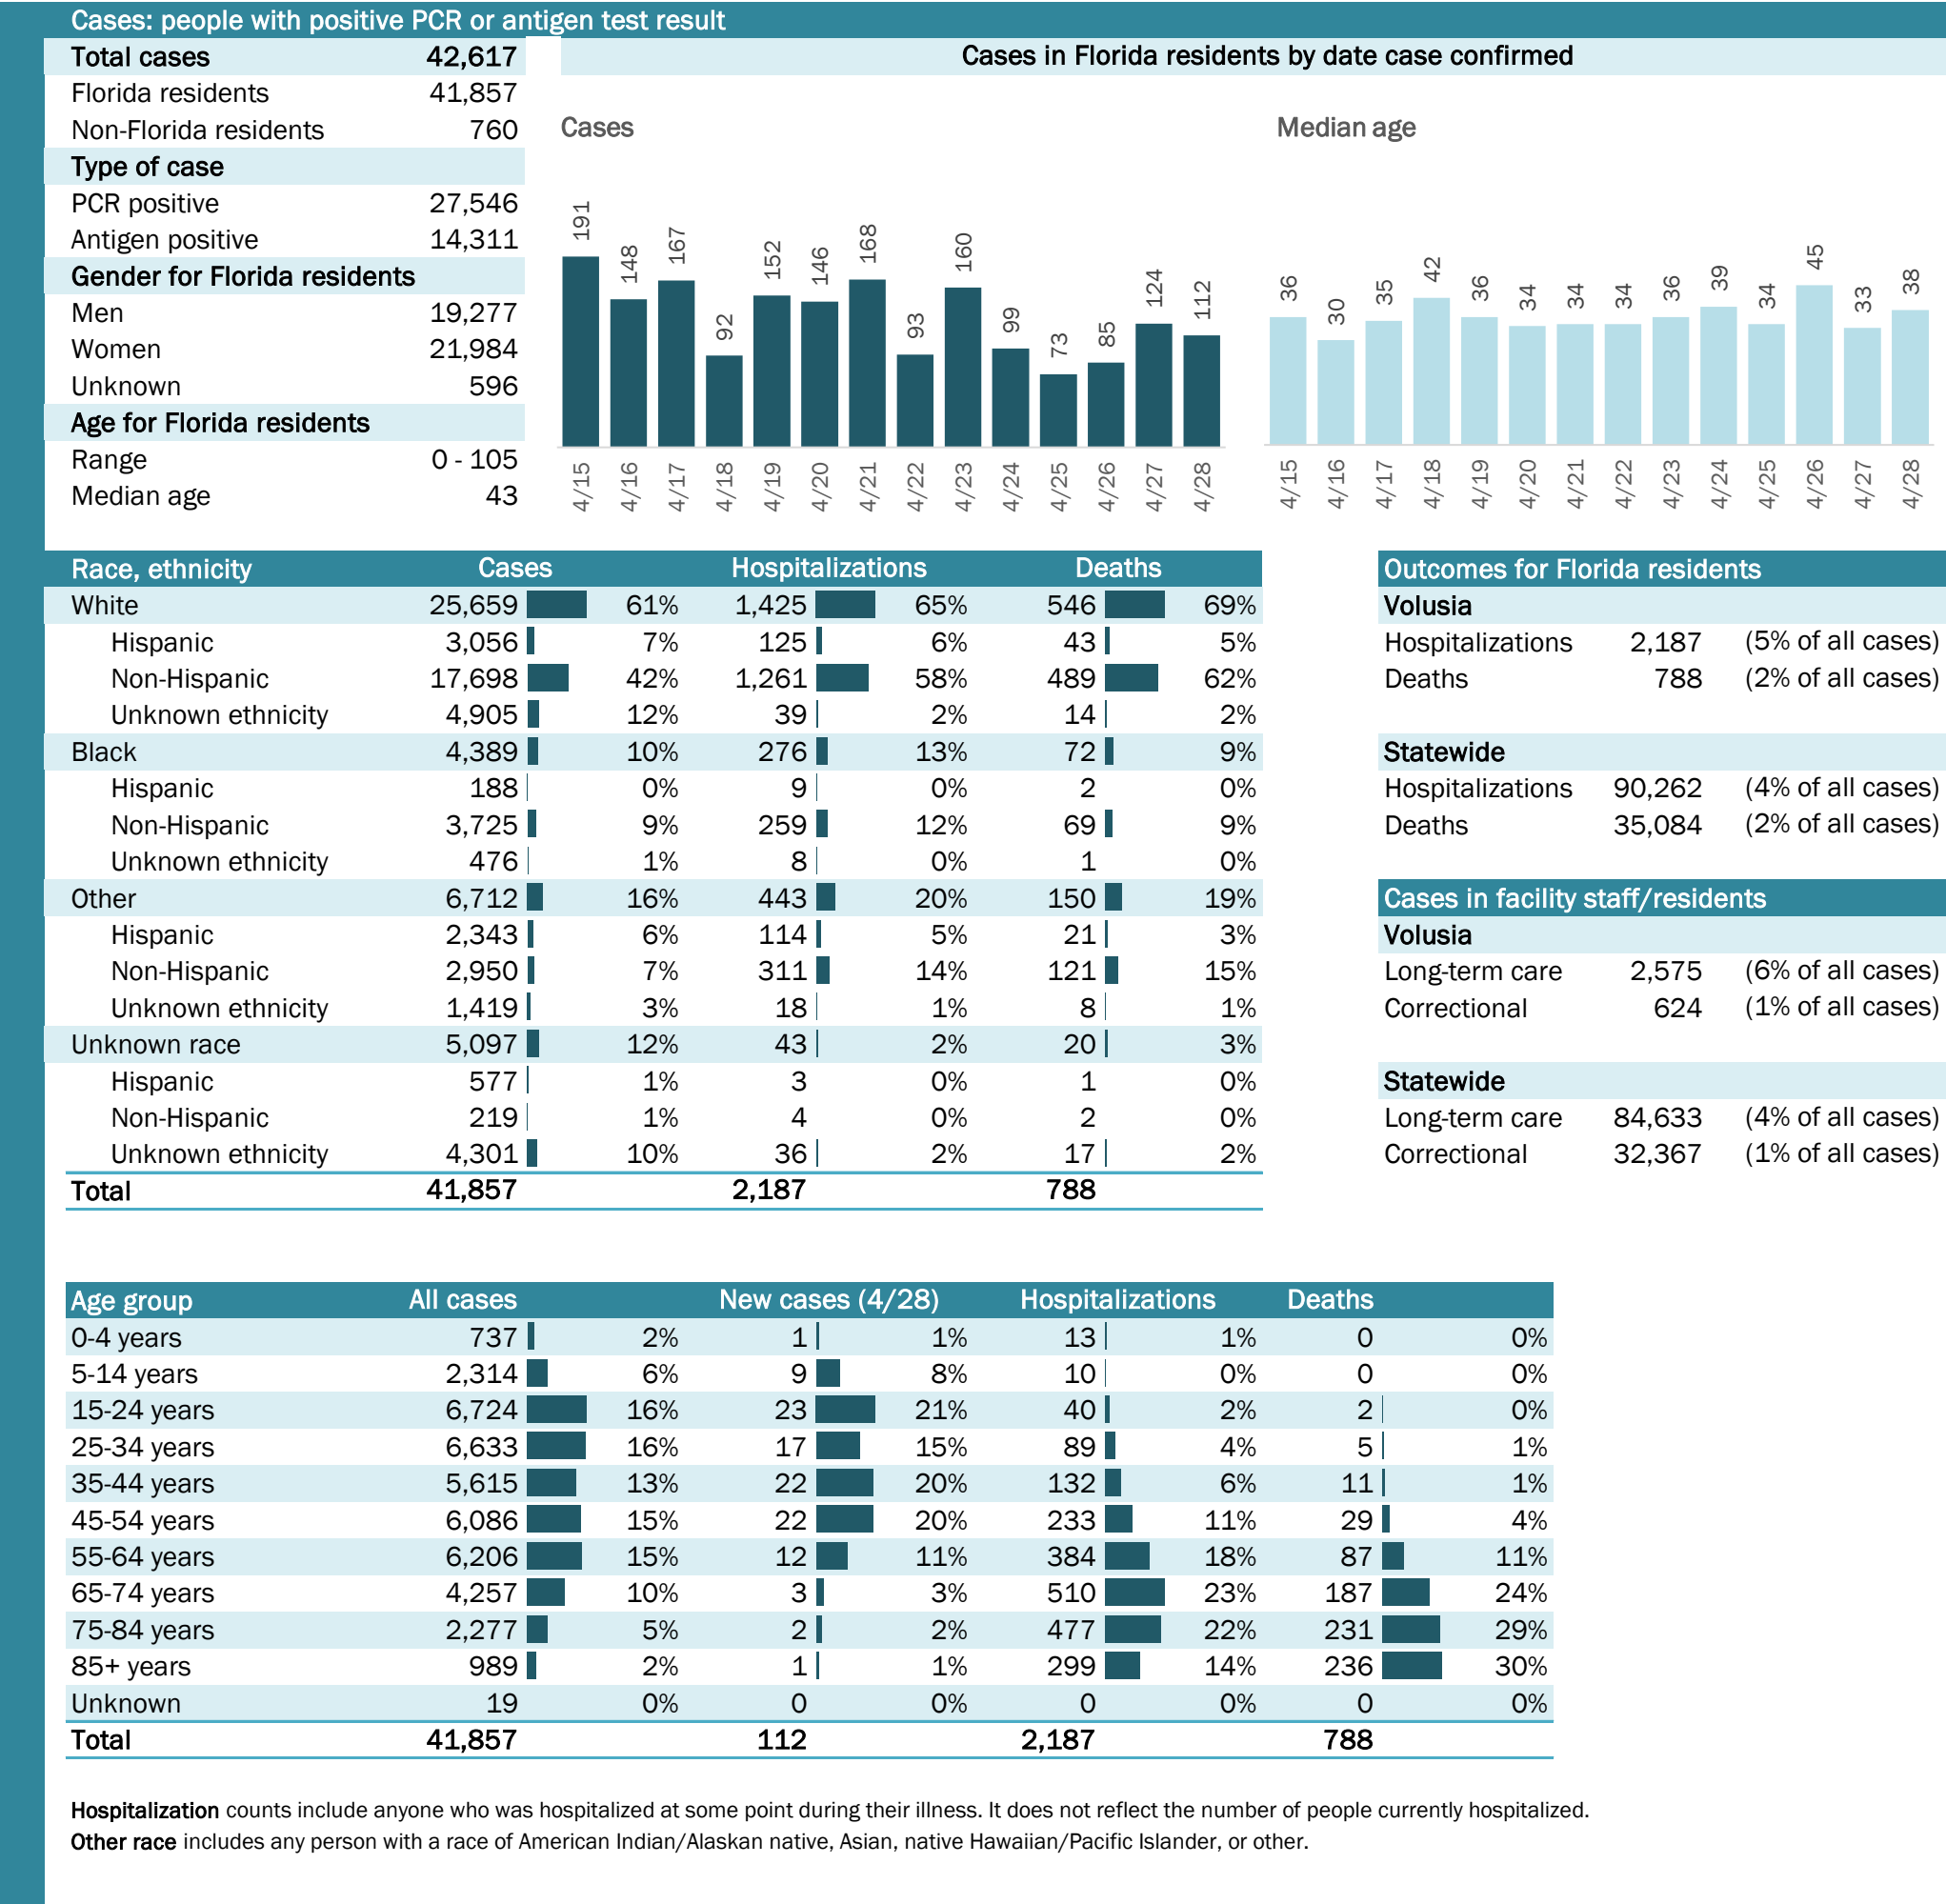 Cases: people with positive PCR or antigen test result
Total cases 42,617
Florida residents 41,857
Non-Florida residents 760
Type of case
PCR positive 27,546
Antigen positive 14,311
Gender for Florida residents
Men 19,277
Women 21,984
Unknown 596
Age for Florida residents
Range 0 - 105
Median age 43
Cases in Florida residents by date case confirmed
Cases
191 148 167 92 152 146 168 93 160 99 73 85 124 112
4/15 4/16 4/17 4/18 4/19 4/20 4/21 4/22 4/23 4/24 4/25 4/26 4/27 4/28
Median age
36 30 35 42 36 34 34 34 36 39 34 45 33 38
4/15 4/16 4/17 4/18 4/19 4/20 4/21 4/22 4/23 4/24 4/25 4/26 4/27 4/28
Race, ethnicity Cases Hospitalizations Deaths
White 25,659 61% 1,425 65% 546 69%
Hispanic 3,056 7% 125 6% 43 5%
Non-Hispanic 17,698 42% 1,261 58% 489 62%
Unknown ethnicity 4,905 12% 39 2% 14 2%
Black 4,389 10% 276 13% 72 9%
Hispanic 188 0% 9 0% 2 0%
Non-Hispanic 3,725 9% 259 12% 69 9%
Unknown ethnicity 476 1% 8 0% 1 0%
Other 6,712 16% 443 20% 150 19%
Hispanic 2,343 6% 114 5% 21 3%
Non-Hispanic 2,950 7% 311 14% 121 15%
Unknown ethnicity 1,419 3% 18 1% 8 1%
Unknown race 5,097 12% 43 2% 20 3%
Hispanic 577 1% 3 0% 1 0%
Non-Hispanic 219 1% 4 0% 2 0%
Unknown ethnicity 4,301 10% 36 2% 17 2%
Total 41,857 2,187 788
Outcomes for Florida residents
Volusia
Hospitalizations 2,187 (5% of all cases)
Deaths 788 (2% of all cases)
Statewide
Hospitalizations 90,262 (4% of all cases)
Deaths 35,084 (2% of all cases)
Cases in facility staff/residents
Volusia
Long-term care 2,575 (6% of all cases)
Correctional 624 (1% of all cases)
Statewide
Long-term care 84,633 (4% of all cases)
Correctional 32,367 (1% of all cases)
Age group All cases New cases (4/28) Hospitalizations Deaths
0-4 years 737 2% 1 1% 13 1% 0 0%
5-14 years 2,314 6% 9 8% 10 0% 0 0%
15-24 years 6,724 16% 23 21% 40 2% 2 0%
25-34 years 6,633 16% 17 15% 89 4% 5 1%
35-44 years 5,615 13% 22 20% 132 6% 11 1%
45-54 years 6,086 15% 22 20% 233 11% 29 4%
55-64 years 6,206 15% 12 11% 384 18% 87 11%
65-74 years 4,257 10% 3 3% 510 23% 187 24%
75-84 years 2,277 5% 2 2% 477 22% 231 29%
85+ years 989 2% 1 1% 299 14% 236 30%
Unknown 19 0% 0 0% 0 0% 0 0%
Total 41,857 112 2,187 788
Hospitalization counts include anyone who was hospitalized at some point during their illness. It does not reflect the number of people currently hospitalized.
Other race includes any person with a race of American Indian/Alaskan native, Asian, native Hawaiian/Pacific Islander, or other.